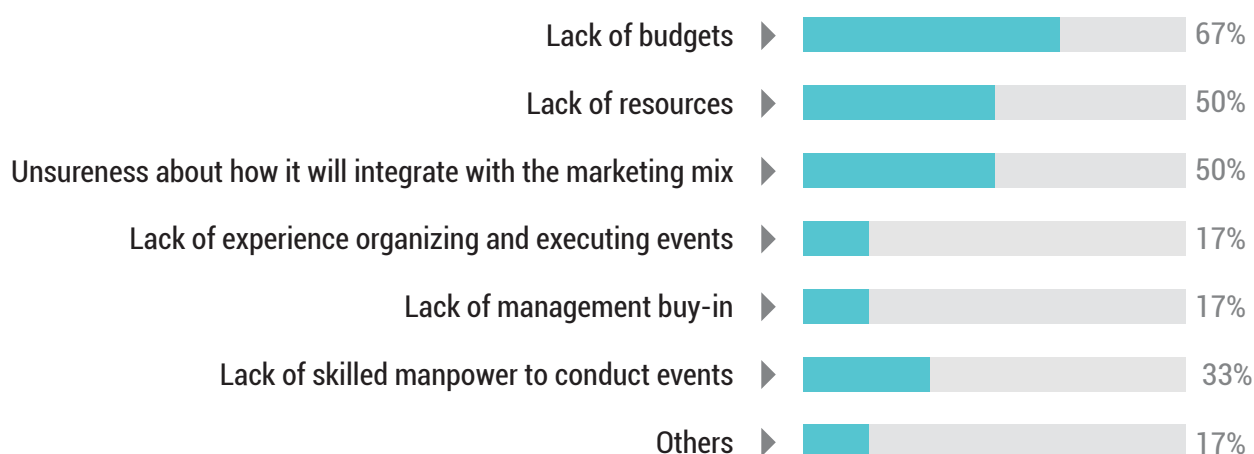 Lack of budgets 67%
Lack of resources 50%
Unsureness about how it will integrate with the marketing mix 50%
Lack of experience organizing and executing events 17%
Lack of management buy-in 17%
Lack of skilled manpower to conduct events 33%
Others 17%